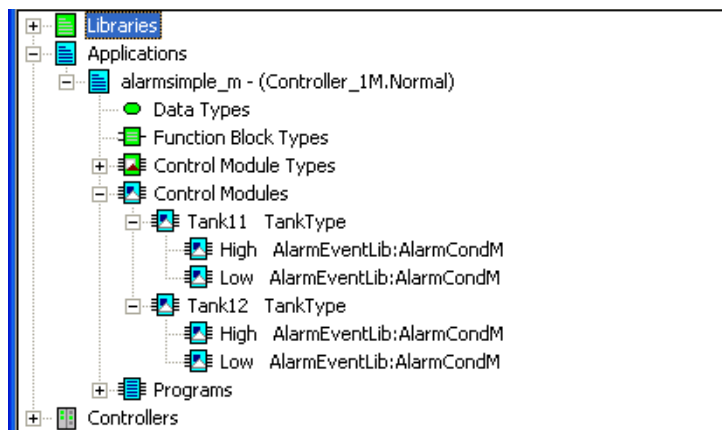 Libraries
Applications
alarmsimple_m - (Controller_1M.Normal)
Data Types
Function Block Types
Control Module Types
Control Modules
Tank11 TankType
High AlarmEventLib:AlarmCondM
Low AlarmEventLib:AlarmCondM
Tank12 TankType
High AlarmEventLib:AlarmCondM
Low AlarmEventLib:AlarmCondM
Programs
Controllers